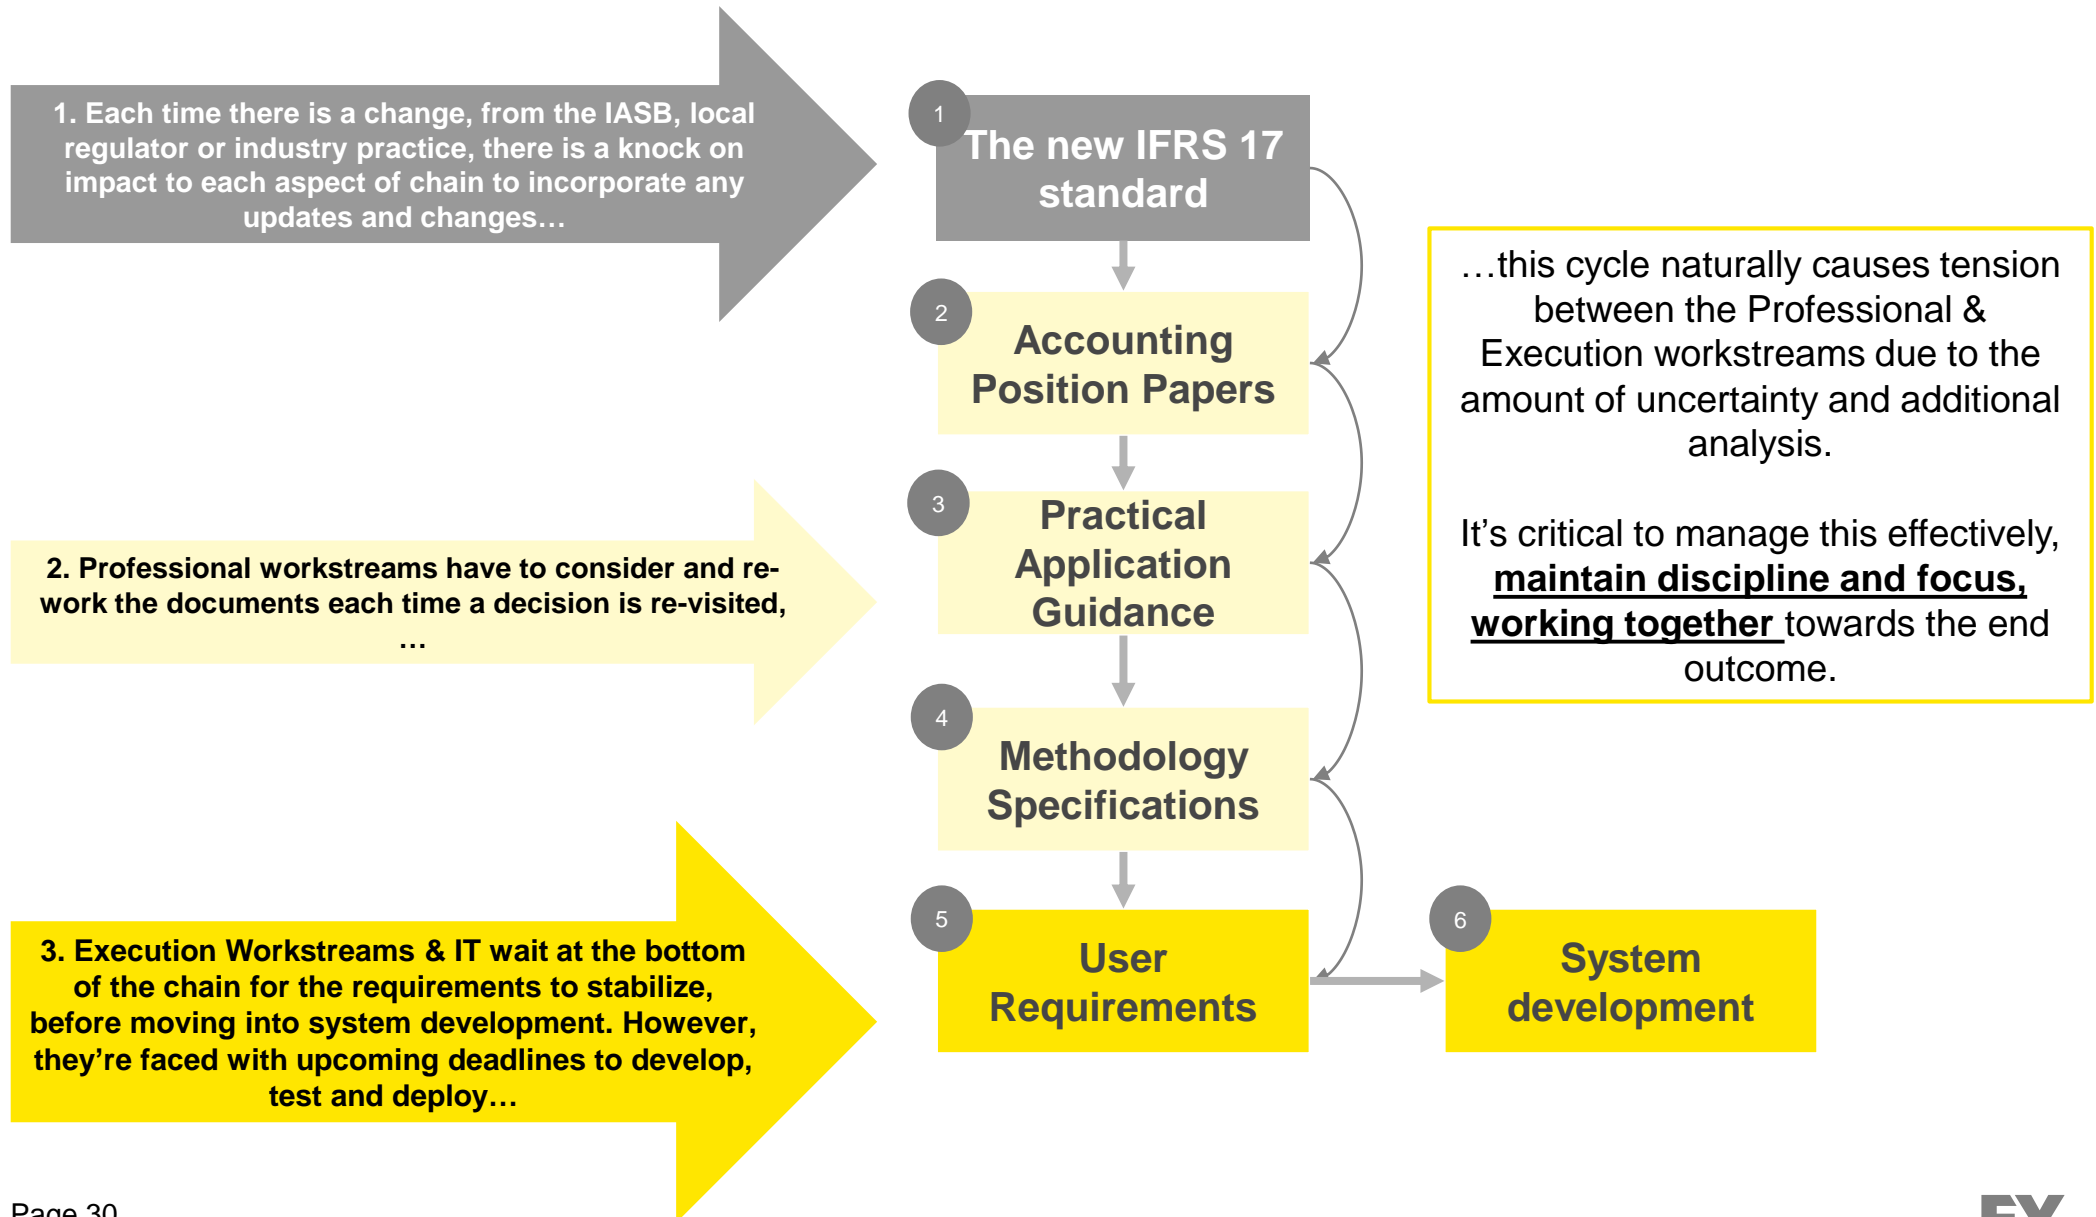 1. Each time there is a change, from the IASB, local
regulator or industry practice, there is a knock on
impact to each aspect of chain to incorporate any
updates and changes…
1
The new IFRS 17
standard
2
Accounting
Position Papers
…this cycle naturally causes tension
between the Professional &
Execution workstreams due to the
amount of uncertainty and additional
analysis.
It’s critical to manage this effectively,
maintain discipline and focus,
working together towards the end
outcome.
2. Professional workstreams have to consider and re-
work the documents each time a decision is re-visited,
…
3
Practical
Application
Guidance
4
Methodology
Specifications
3. Execution Workstreams & IT wait at the bottom
of the chain for the requirements to stabilize,
before moving into system development. However,
they’re faced with upcoming deadlines to develop,
test and deploy…
5
User
Requirements
6
System
development
Page 30
EY